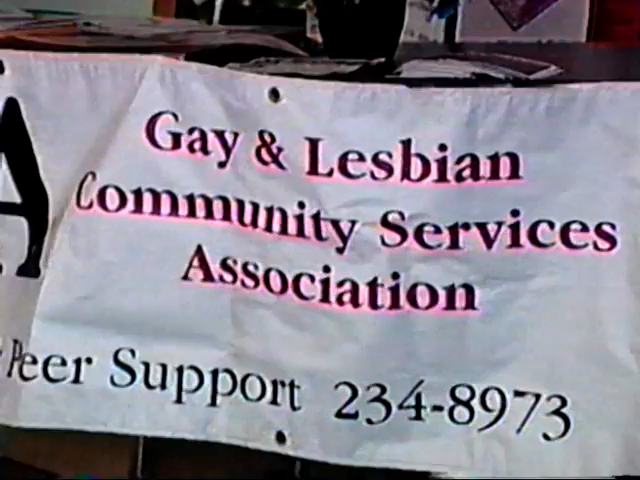 A
Gay & Lesbian
Community Services
Association
Peer Support 234-8973